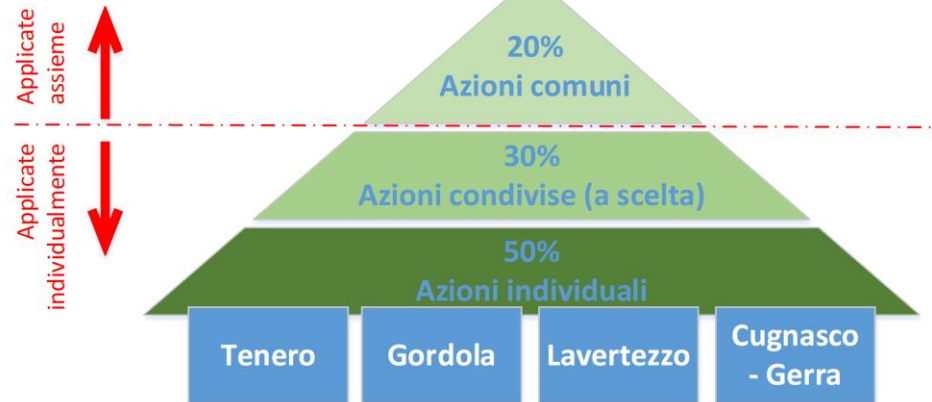 Applicate
assieme
20%
Azioni comuni
Applicate
individualmente
30%
Azioni condivise (a scelta)
50%
Azioni individuali
Tenero
Gordola
Lavertezzo
Cugnasco
- Gerra